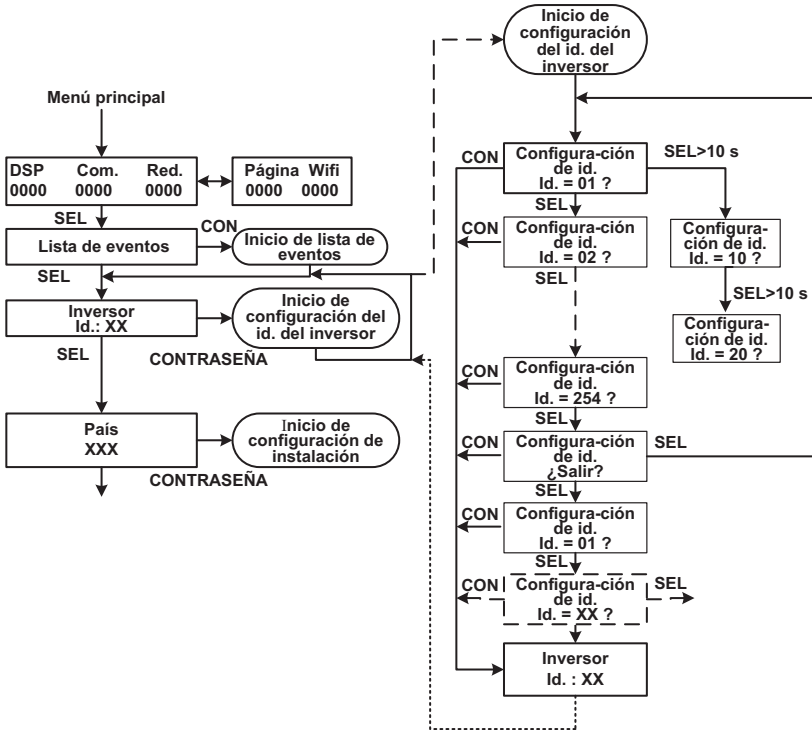 Menú principal
DSP Com. Red.
0000 0000 0000
Página Wifi
0000 0000
SEL
Lista de eventos
CON
Inicio de lista de
eventos
SEL
Inversor
Id.: XX
Inicio de
configuración del
id. del inversor
SEL
CONTRASEÑA
País
XXX
Inicio de
configuración de
instalación
CONTRASEÑA
Inicio de
configuración
del id. del
inversor
CON
Configura-ción
de id.
Id. = 01 ?
SEL>10 s
SEL
CON
Configura-ción
de id.
Id. = 02 ?
SEL
Configura-
ción de id.
Id. = 10 ?
SEL>10 s
Configura-
ción de id.
Id. = 20 ?
CON
Configura-ción
de id.
Id. = 254 ?
SEL
CON
Configura-ción
de id.
¿Salir?
SEL
SEL
CON
Configura-ción
de id.
Id. = 01 ?
SEL
CON
Configura-ción
de id.
Id. = XX ?
SEL
Inversor
Id. : XX